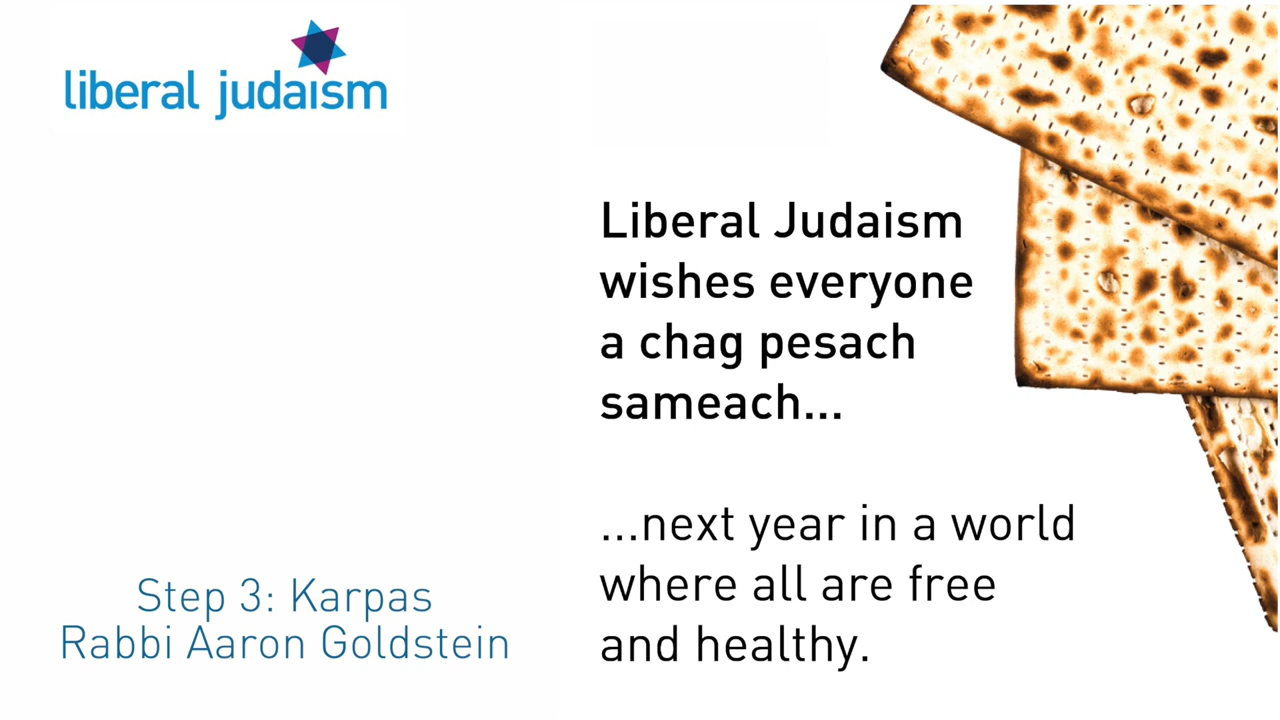 liberal judaism
Liberal Judaism
wishes everyone
a chag pesach
sameach...
...next year in a world
where all are free
and healthy.
Step 3: Karpas
Rabbi Aaron Goldstein